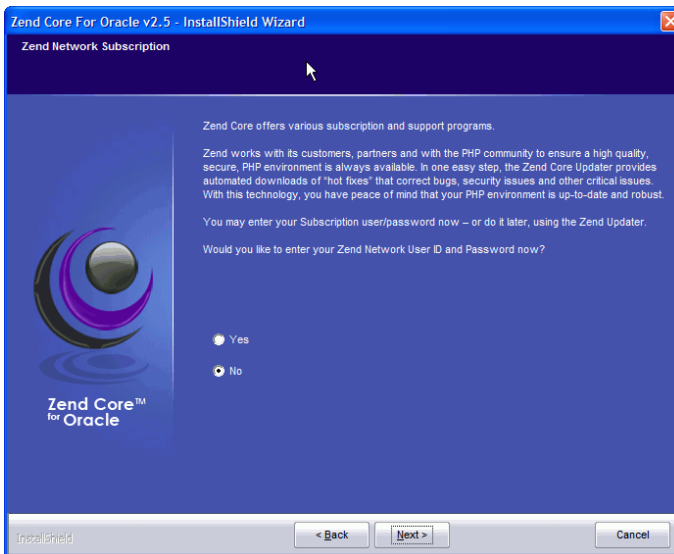 Zend Core For Oracle v2.5 - InstallShield Wizard
Zend Network Subscription
Zend Core offers various subscription and support programs.
Zend works with its customers, partners and with the PHP community to ensure a high quality,
secure, PHP environment is always available. In one easy step, the Zend Core Updater provides
automated downloads of "hot fixes" that correct bugs, security issues and other critical issues.
With this technology, you have peace of mind that your PHP environment is up-to-date and robust.
You may enter your Subscription user/password now – or do it later, using the Zend Updater.
Would you like to enter your Zend Network User ID and Password now?
Yes
No
Zend Core™
for Oracle
InstallShield
< Back
Next >
Cancel